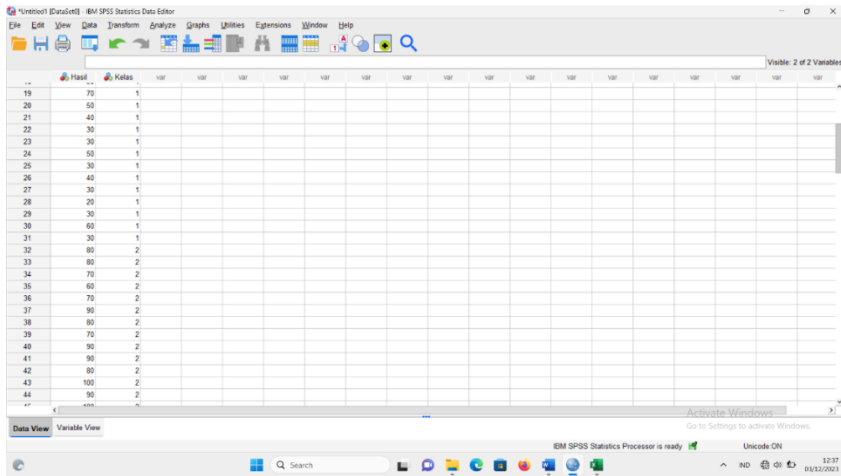 *Untitled1 [DataSet0] - IBM SPSS Statistics Data Editor
File Edit View Data Transform Analyze Graphs Utilities Extensions Window Help
Visible: 2 of 2 Variables
Hasil Kelas var var var var var var var var var var var var var var var var var
19 70 1
20 50 1
21 40 1
22 30 1
23 30 1
24 50 1
25 30 1
26 40 1
27 30 1
28 20 1
29 30 1
30 60 1
31 30 1
32 80 2
33 80 2
34 70 2
35 60 2
36 70 2
37 90 2
38 80 2
39 70 2
40 90 2
41 90 2
42 80 2
43 100 2
44 90 2
Activate Windows
Go to Settings to activate Windows.
Data View Variable View
IBM SPSS Statistics Processor is ready Unicode:ON
Search
IND 12:37
03/12/2023